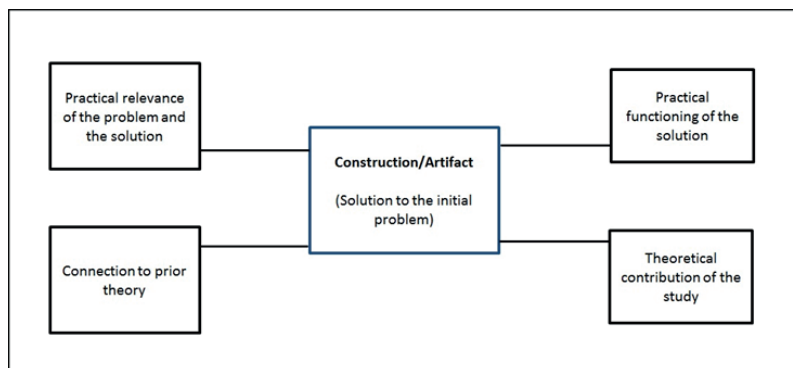 Practical relevance
of the problem and
the solution
Connection to prior
theory
Construction/Artifact
(Solution to the initial
problem)
Practical
functioning of the
solution
Theoretical
contribution of the
study